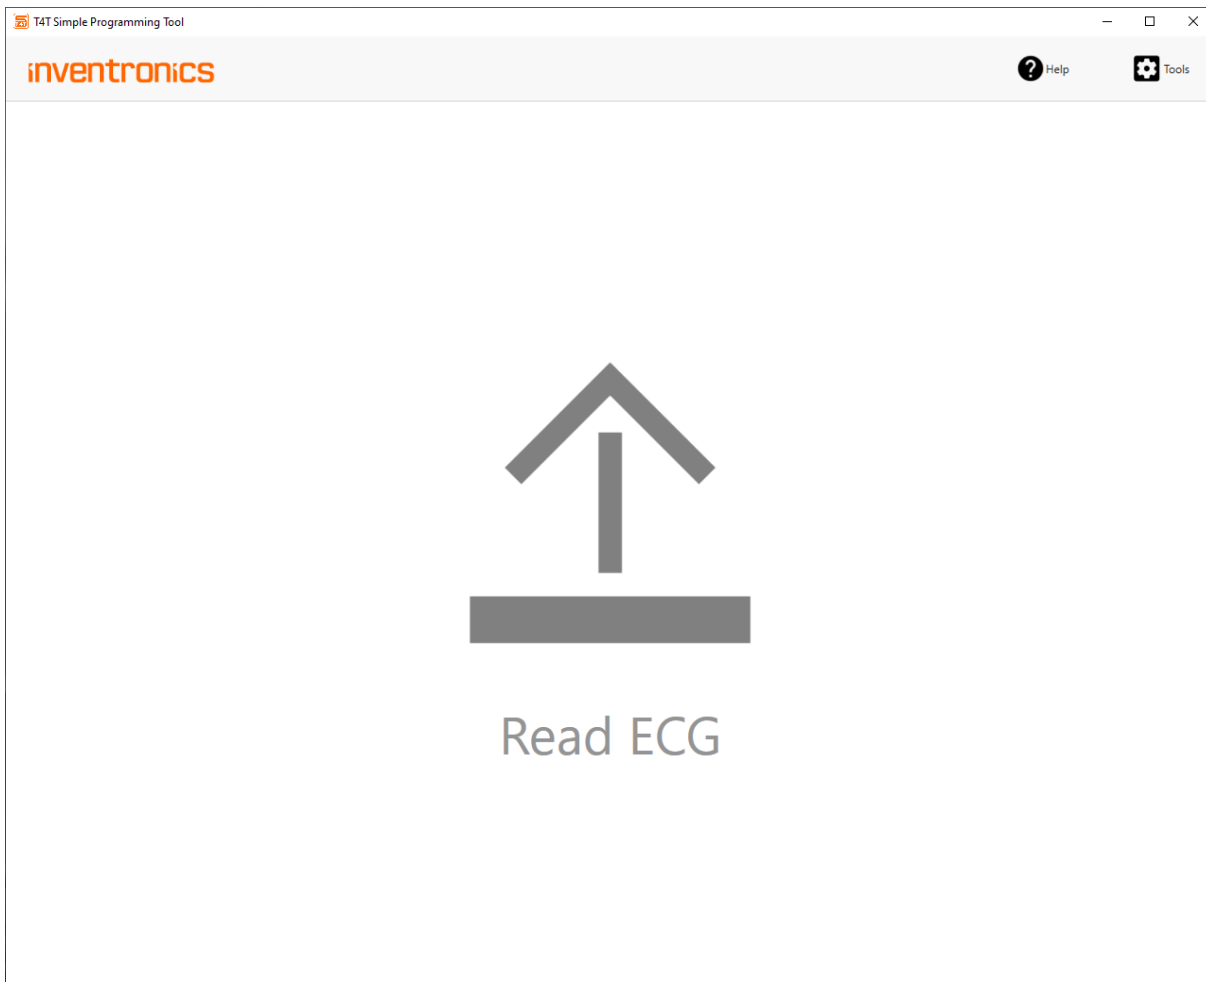 T4T Simple Programming Tool
inventronics
Help
Tools
Read ECG